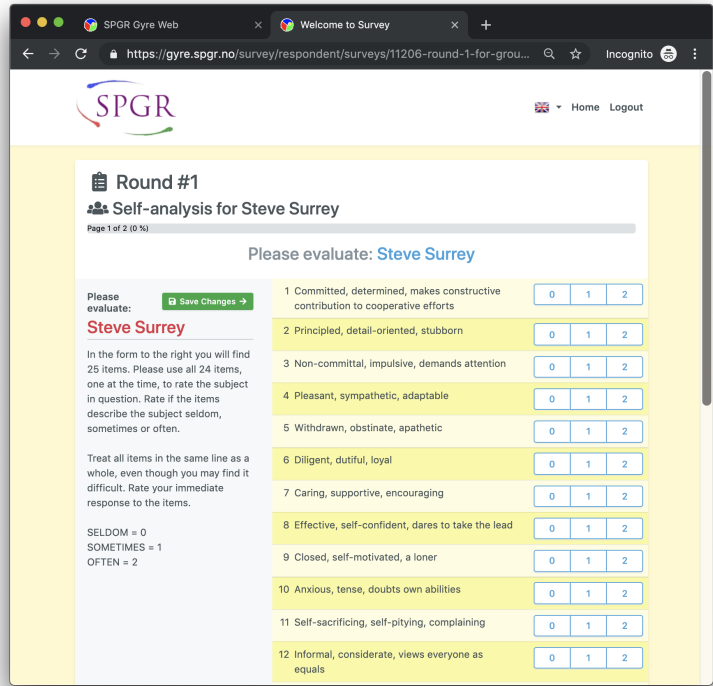 SPGR Gyre Web
Welcome to Survey
https://gyre.spgr.no/survey/respondent/surveys/11206-round-1-for-grou...
Incognito
SPGR
Home Logout
Round #1
Self-analysis for Steve Surrey
Page 1 of 2 (0 %)
Please evaluate: Steve Surrey
Please
evaluate:
Save Changes →
Steve Surrey
In the form to the right you will find
25 items. Please use all 24 items,
one at the time, to rate the subject
in question. Rate if the items
describe the subject seldom,
sometimes or often.
Treat all items in the same line as a
whole, even though you may find it
difficult. Rate your immediate
response to the items.
SELDOM = 0
SOMETIMES = 1
OFTEN = 2
1 Committed, determined, makes constructive
contribution to cooperative efforts
0 1 2
2 Principled, detail-oriented, stubborn
0 1 2
3 Non-committal, impulsive, demands attention
0 1 2
4 Pleasant, sympathetic, adaptable
0 1 2
5 Withdrawn, obstinate, apathetic
0 1 2
6 Diligent, dutiful, loyal
0 1 2
7 Caring, supportive, encouraging
0 1 2
8 Effective, self-confident, dares to take the lead
0 1 2
9 Closed, self-motivated, a loner
0 1 2
10 Anxious, tense, doubts own abilities
0 1 2
11 Self-sacrificing, self-pitying, complaining
0 1 2
12 Informal, considerate, views everyone as
equals
0 1 2